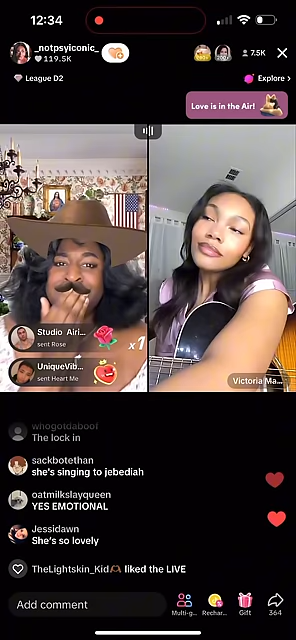 12:34
_notpsyiconic_
119.5K
7.5K
League D2
Explore >
Love is in the Air!
Studio Airi...
sent Rose
x1
UniqueVib...
sent Heart Me
Victoria Ma...
whogotdaboof
The lock in
sackbotethan
she's singing to jebediah
oatmilkslayqueen
YES EMOTIONAL
Jessidawn
She's so lovely
TheLightskin_Kid liked the LIVE
Add comment
Multi-g...
Rechar...
Gift
364